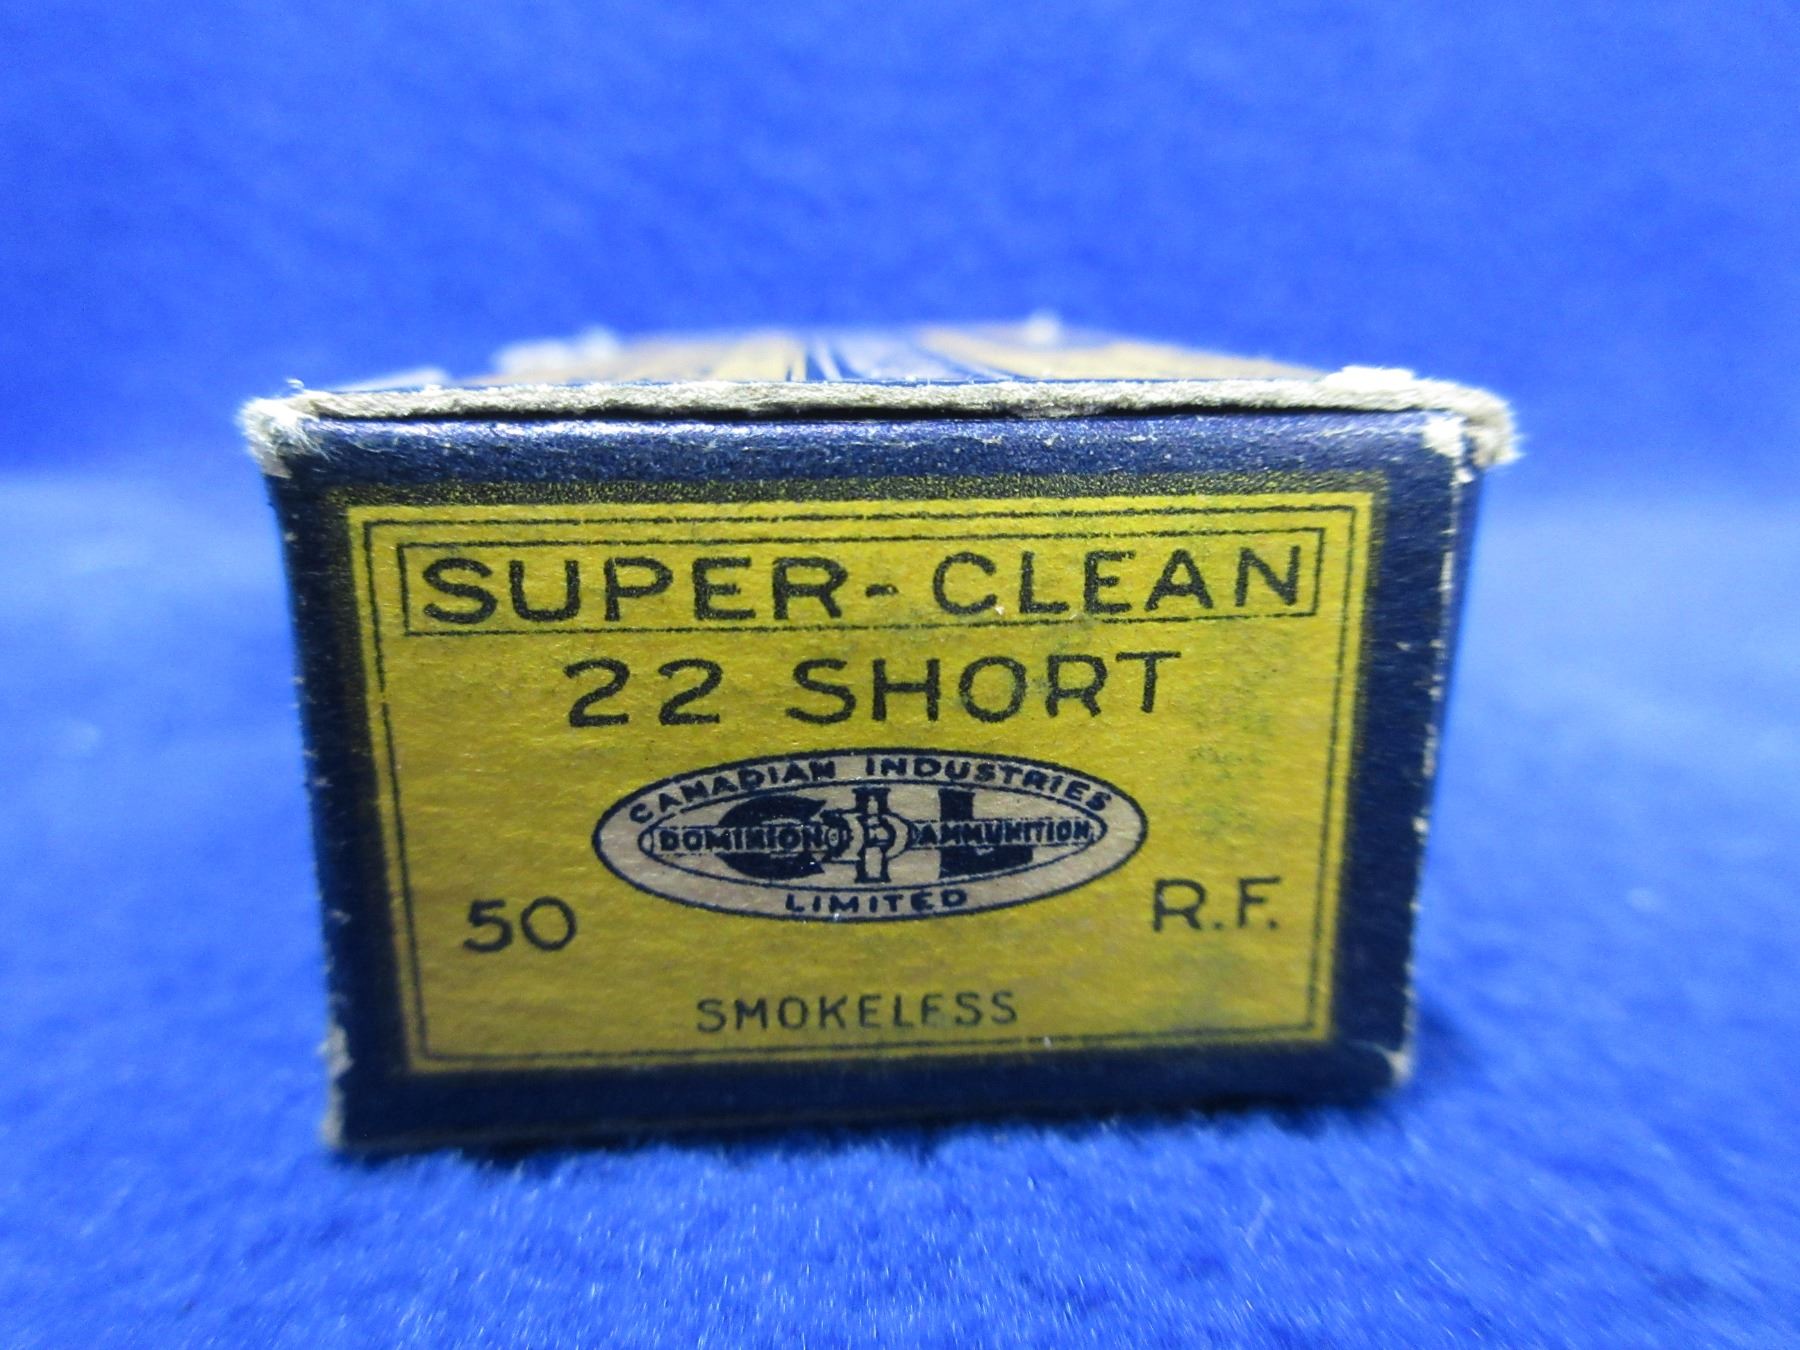 SUPER-CLEAN
22 SHORT
CANADIAN INDUSTRIES
C-I-L
DOMINION AMMUNITION
LIMITED
50
R.F.
SMOKELESS